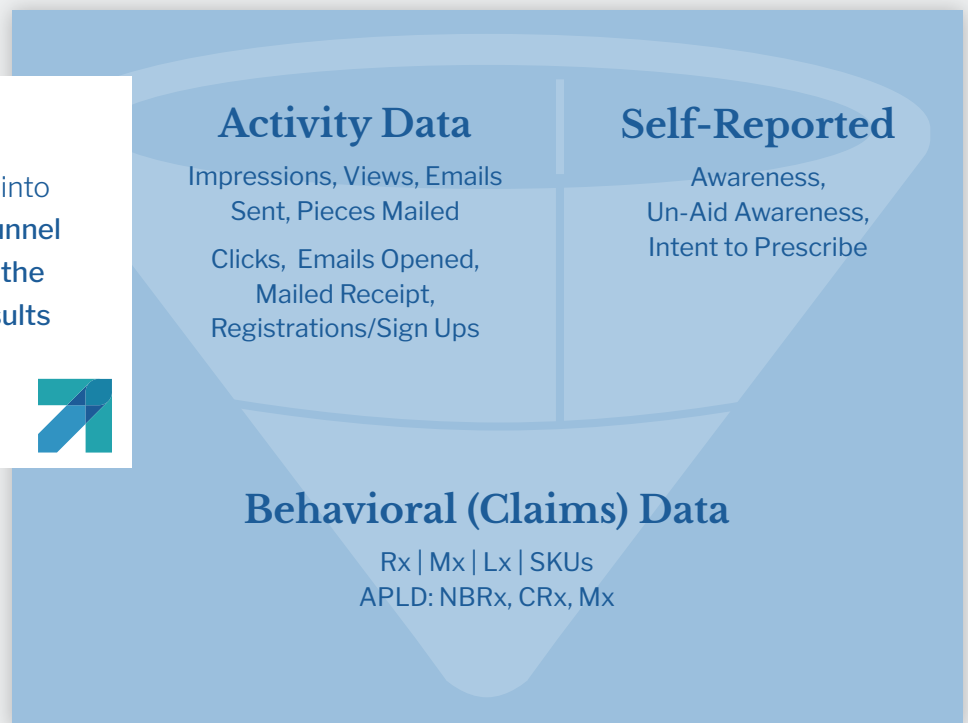 into
the
Activity Data
Impressions, Views, Emails
Sent, Pieces Mailed
Clicks, Emails Opened,
Mailed Receipt,
Registrations/Sign Ups
Self-Reported
Awareness,
Un-Aid Awareness,
Intent to Prescribe
Behavioral (Claims) Data
Rx | Mx | Lx | SKUs
APLD: NBRx, CRx, Mx